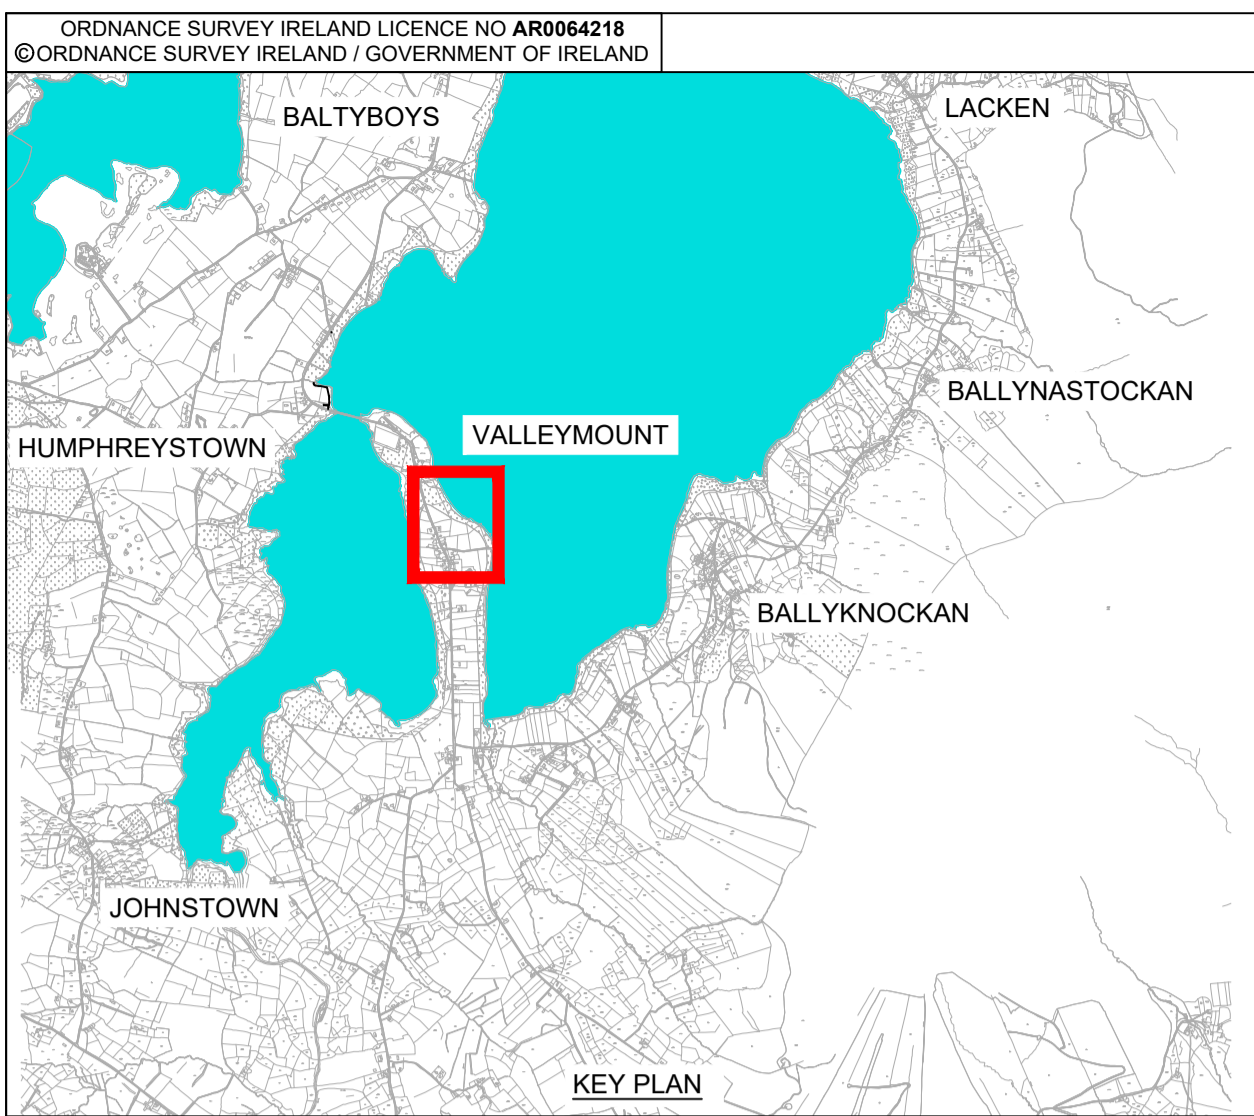 ORDNANCE SURVEY IRELAND LICENCE NO AR0064218
©ORDNANCE SURVEY IRELAND / GOVERNMENT OF IRELAND
BALTYBOYS
LACKEN
BALLYNASTOCKAN
VALLEYMOUNT
HUMPHREYSTOWN
BALLYKNOCKAN
JOHNSTOWN
KEY PLAN